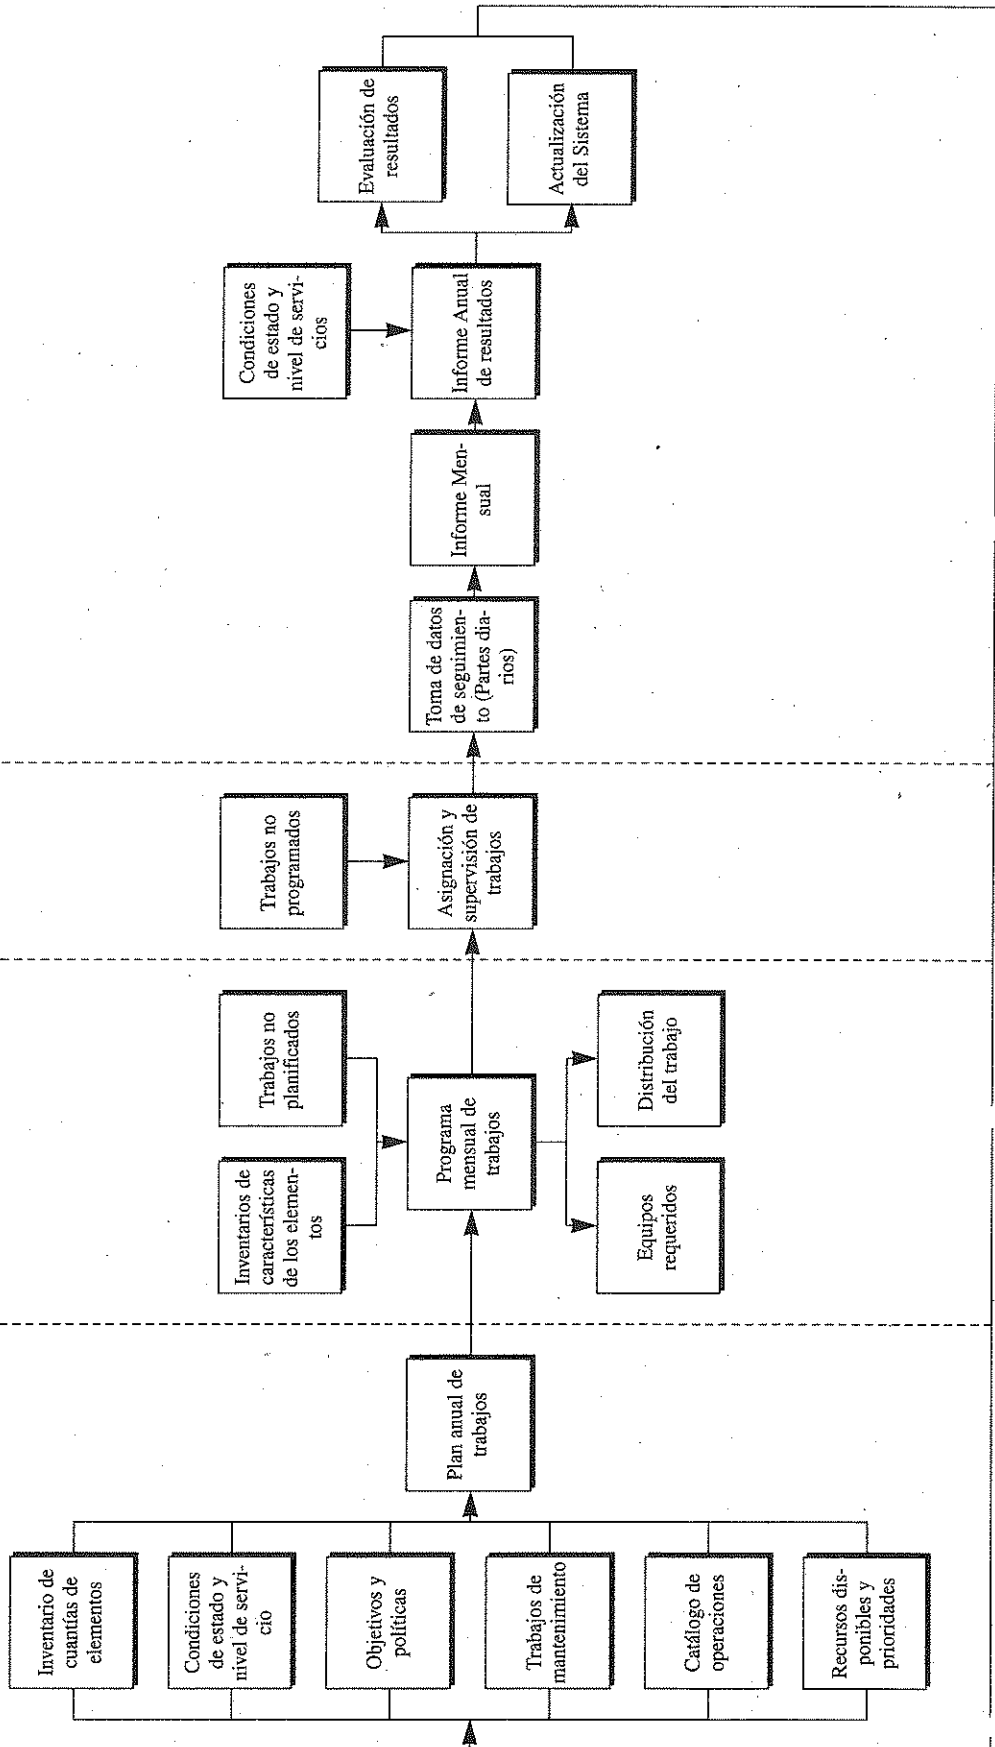 Inventario de
cuantías de
elementos
Condiciones
de estado y
nivel de servi-
cio
Objetivos y
políticas
Trabajos de
mantenimiento
Catálogo de
operaciones
Recursos dis-
ponibles y
prioridades
Plan anual de
trabajos
Inventarios de
características
de los elemen-
tos
Trabajos no
planificados
Programa
mensual de
trabajos
Equipos
requeridos
Distribución
del trabajo
Trabajos no
programados
Asignación y
supervisión de
trabajos
Toma de datos
de seguimien-
to (Partes dia-
rios)
Informe Men-
sual
Condiciones
de estado y
nivel de servi-
cios
Informe Anual
de resultados
Evaluación de
resultados
Actualización
del Sistema